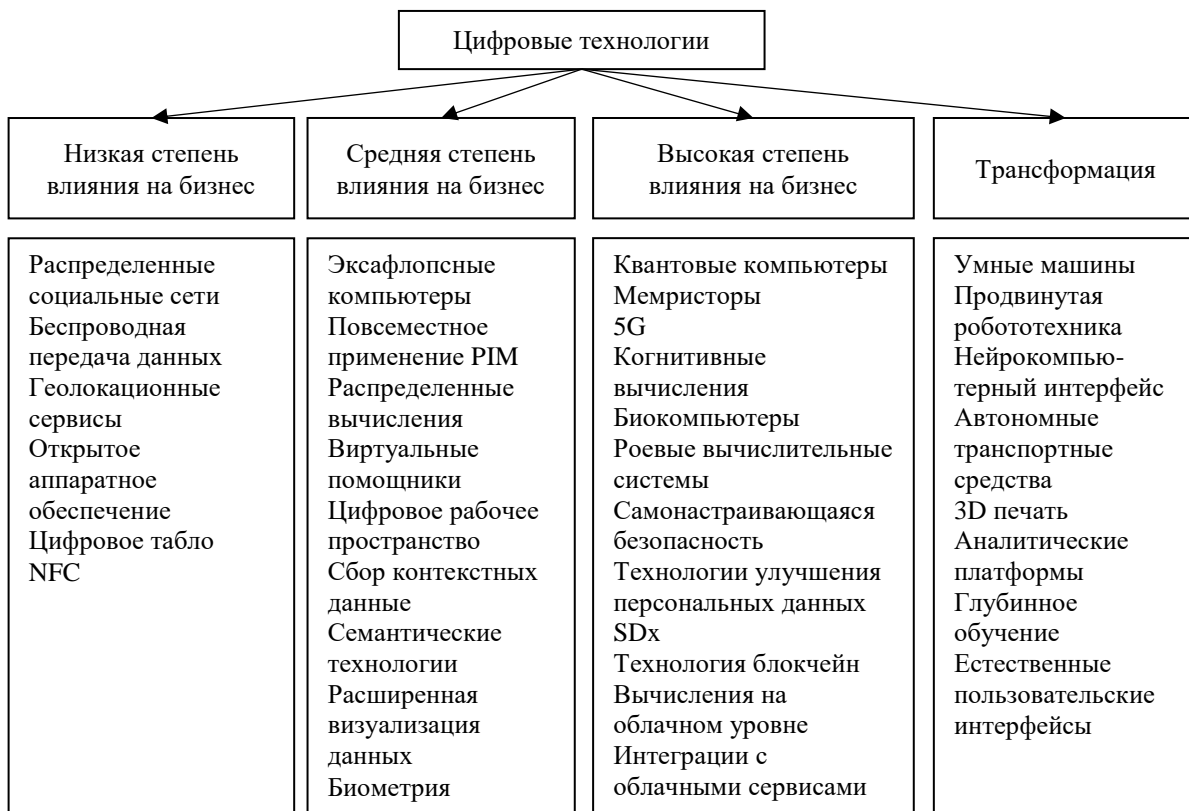 Цифровые технологии
Низкая степень
влияния на бизнес
Средняя степень
влияния на бизнес
Высокая степень
влияния на бизнес
Трансформация
Распределенные
социальные сети
Беспроводная
передача данных
Геолокационные
сервисы
Открытое
аппаратное
обеспечение
Цифровое табло
NFC
Эксафлопсные
компьютеры
Повсеместное
применение PIM
Распределенные
вычисления
Виртуальные
помощники
Цифровое рабочее
пространство
Сбор контекстных
данные
Семантические
технологии
Расширенная
визуализация
данных
Биометрия
Квантовые компьютеры
Мемристоры
5G
Когнитивные
вычисления
Биокомпьютеры
Роевые вычислительные
системы
Самонастраивающаяся
безопасность
Технологии улучшения
персональных данных
SDx
Технология блокчейн
Вычисления на
облачном уровне
Интеграции с
облачными сервисами
Умные машины
Продвинутая
робототехника
Нейрокомпью-
терный интерфейс
Автономные
транспортные
средства
3D печать
Аналитические
платформы
Глубинное
обучение
Естественные
пользовательские
интерфейсы